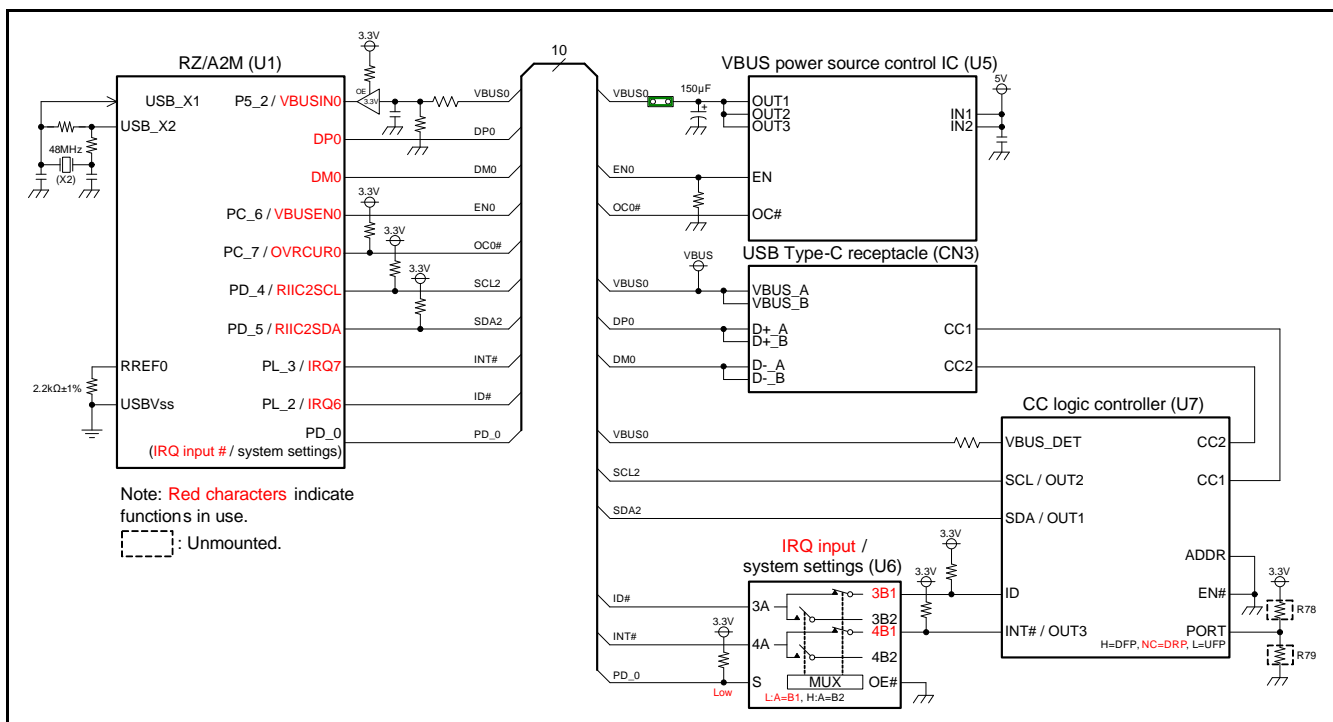 RZ/A2M (U1)
USB_X1
USB_X2
48MHz
(X2)
RREF0
2.2kΩ±1%
USBVss
3.3V
OE
3.3V
P5_2 / VBUSIN0
DP0
DM0
PC_6 / VBUSEN0
3.3V
PC_7 / OVRCUR0
3.3V
PD_4 / RIIC2SCL
3.3V
PD_5 / RIIC2SDA
PL_3 / IRQ7
PL_2 / IRQ6
PD_0
(IRQ input # / system settings)
VBUS0
DP0
DM0
EN0
OC0#
SCL2
SDA2
INT#
ID#
PD_0
10
Note: Red characters indicate
functions in use.
: Unmounted.
VBUS power source control IC (U5)
VBUS0
150µF
OUT1
OUT2
OUT3
5V
IN1
IN2
EN0
EN
OC0#
OC#
USB Type-C receptacle (CN3)
VBUS
VBUS0
VBUS_A
VBUS_B
DP0
D+_A
D+_B
DM0
D-_A
D-_B
CC1
CC2
CC logic controller (U7)
VBUS0
VBUS_DET
SCL2
SCL / OUT2
SDA2
SDA / OUT1
CC2
CC1
ADDR
EN#
ID
INT# / OUT3
PORT
H=DFP, NC=DRP, L=UFP
3.3V
R78
R79
IRQ input /
system settings (U6)
3.3V
3.3V
ID#
3A
3B1
3B2
INT#
4A
4B1
4B2
3.3V
PD_0
Low
S
MUX
OE#
L:A=B1, H:A=B2